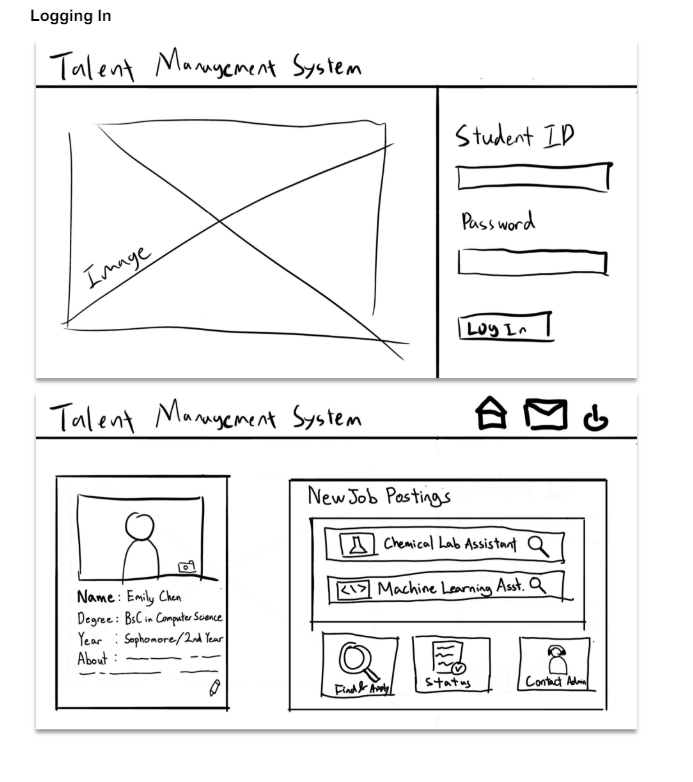 Logging In
Talent Management System
Student ID
Password
Image
Log In
Talent Management System
New Job Postings
Chemical Lab Assistant
<\> Machine Learning Asst.
Name: Emily Chen
Degree: BsC in Computer Science
Year : Sophomore/2nd Year
About :
Find & Apply
Status
Contact Admin